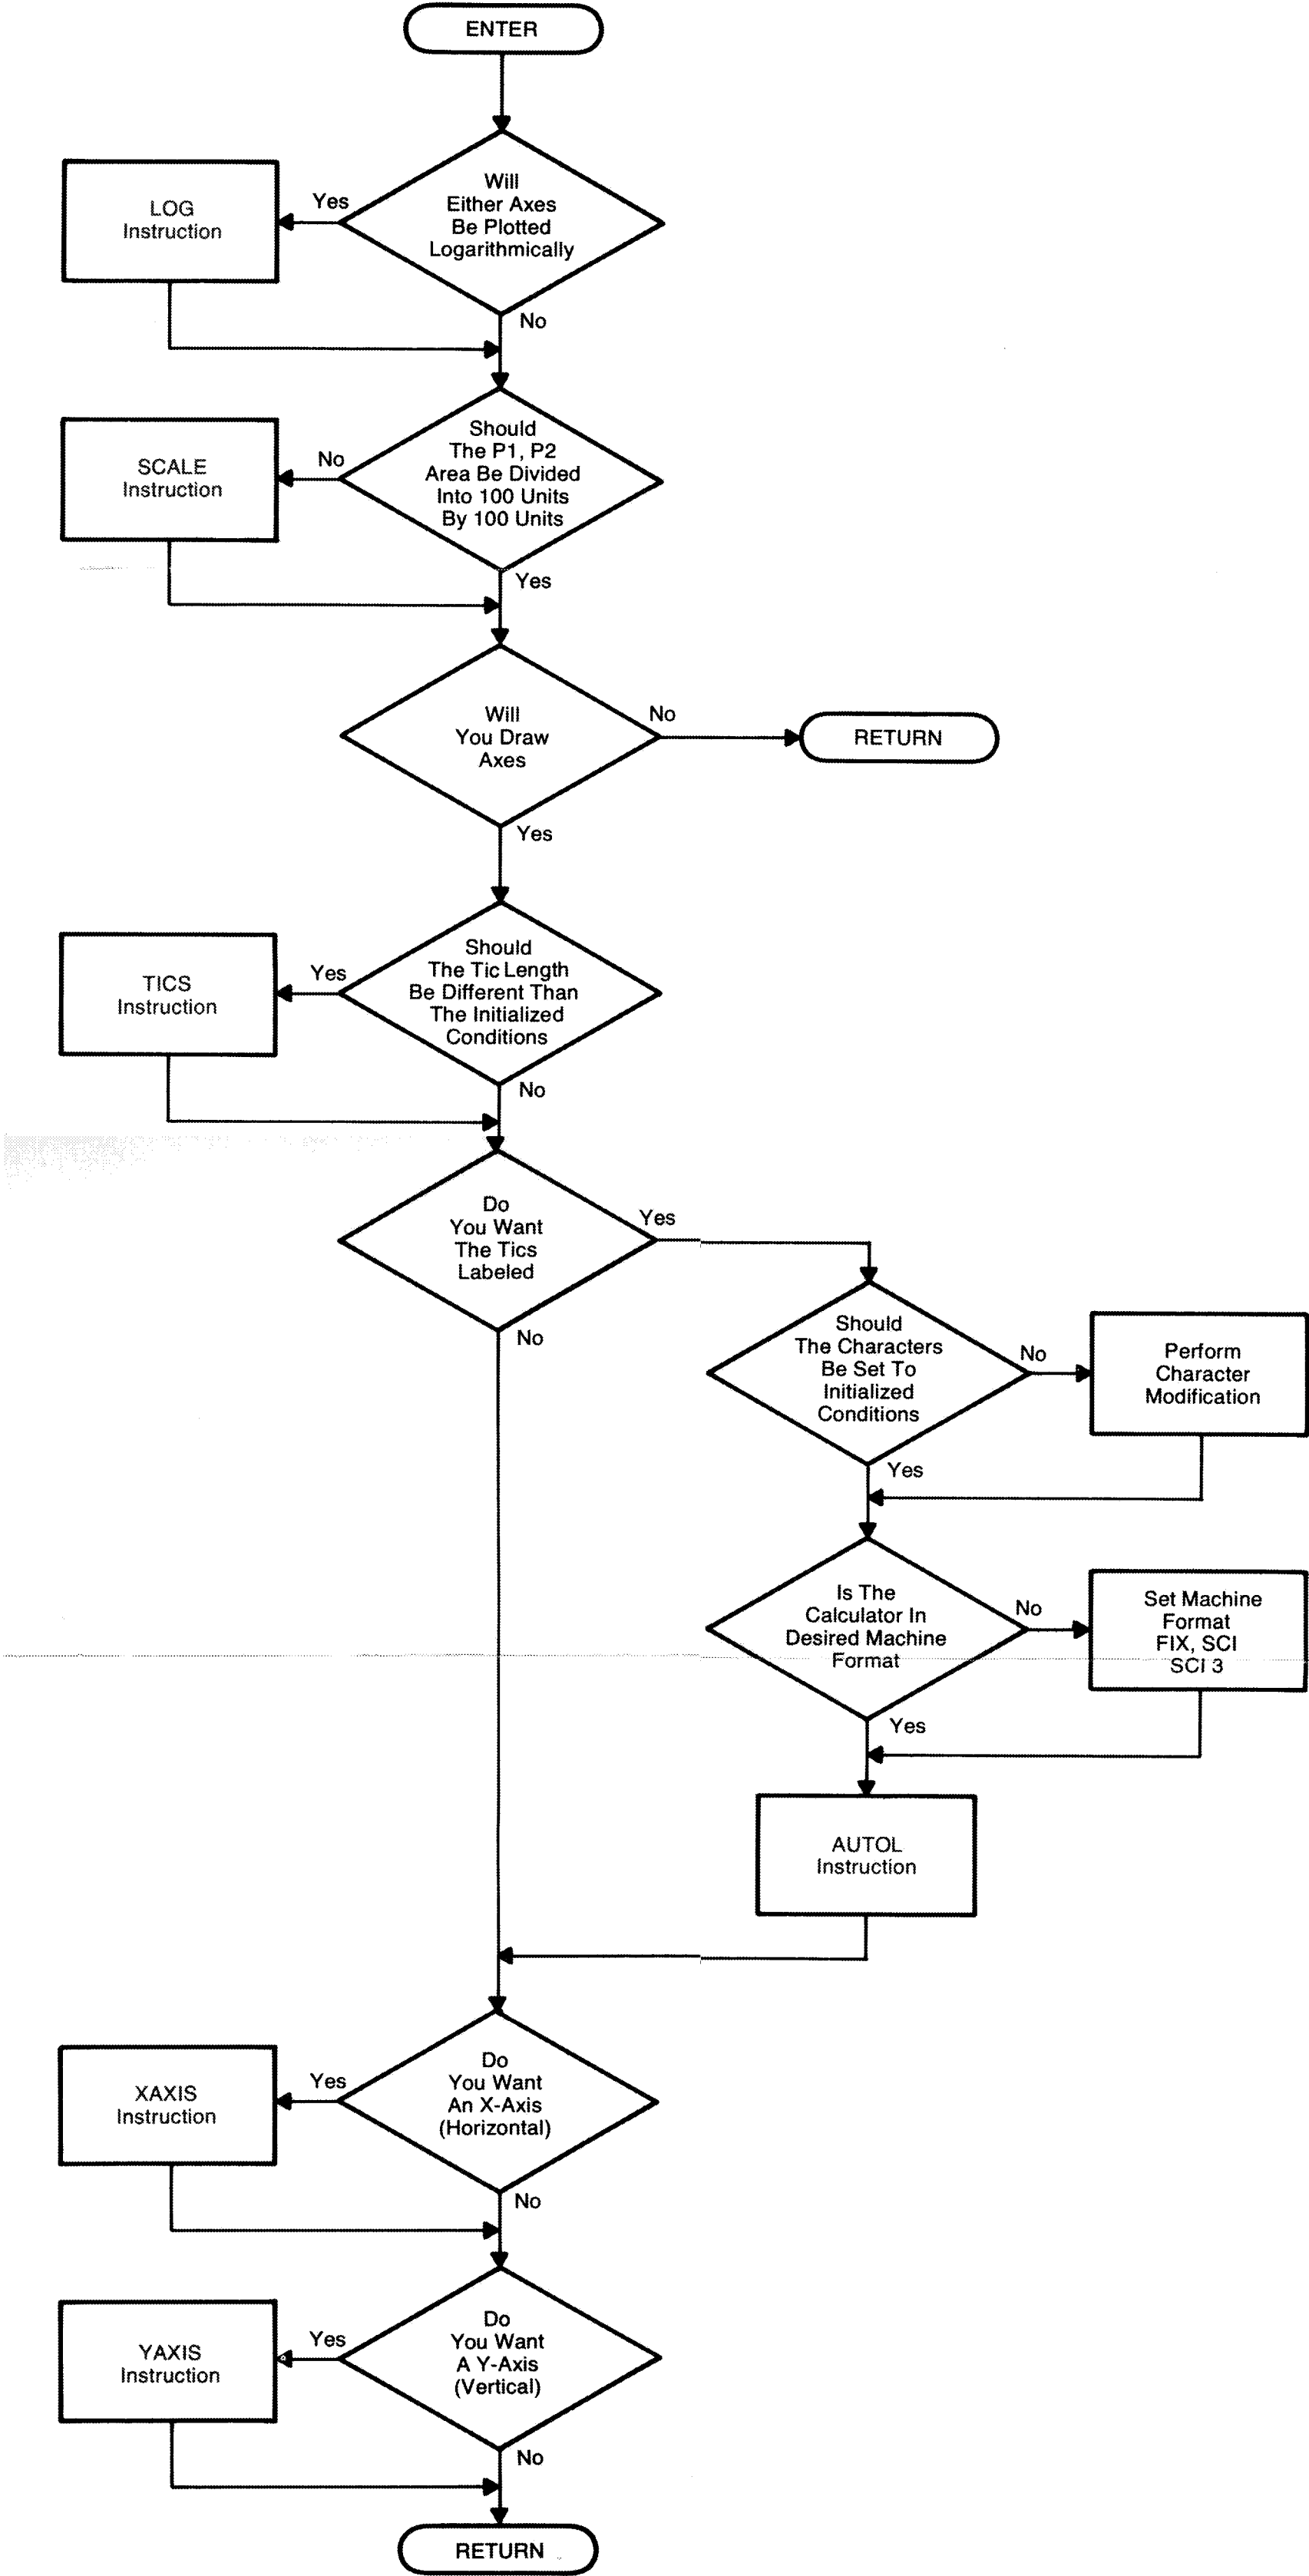 ENTER
Will
Either Axes
Be Plotted
Logarithmically
Yes
LOG
Instruction
No
Should
The P1, P2
Area Be Divided
Into 100 Units
By 100 Units
No
SCALE
Instruction
Yes
Will
You Draw
Axes
No
RETURN
Yes
Should
The Tic Length
Be Different Than
The Initialized
Conditions
Yes
TICS
Instruction
No
Do
You Want
The Tics
Labeled
Yes
No
Should
The Characters
Be Set To
Initialized
Conditions
No
Perform
Character
Modification
Yes
Is The
Calculator In
Desired Machine
Format
No
Set Machine
Format
FIX, SCI
SCI 3
Yes
AUTOL
Instruction
Do
You Want
An X-Axis
(Horizontal)
Yes
XAXIS
Instruction
No
Do
You Want
A Y-Axis
(Vertical)
Yes
YAXIS
Instruction
No
RETURN